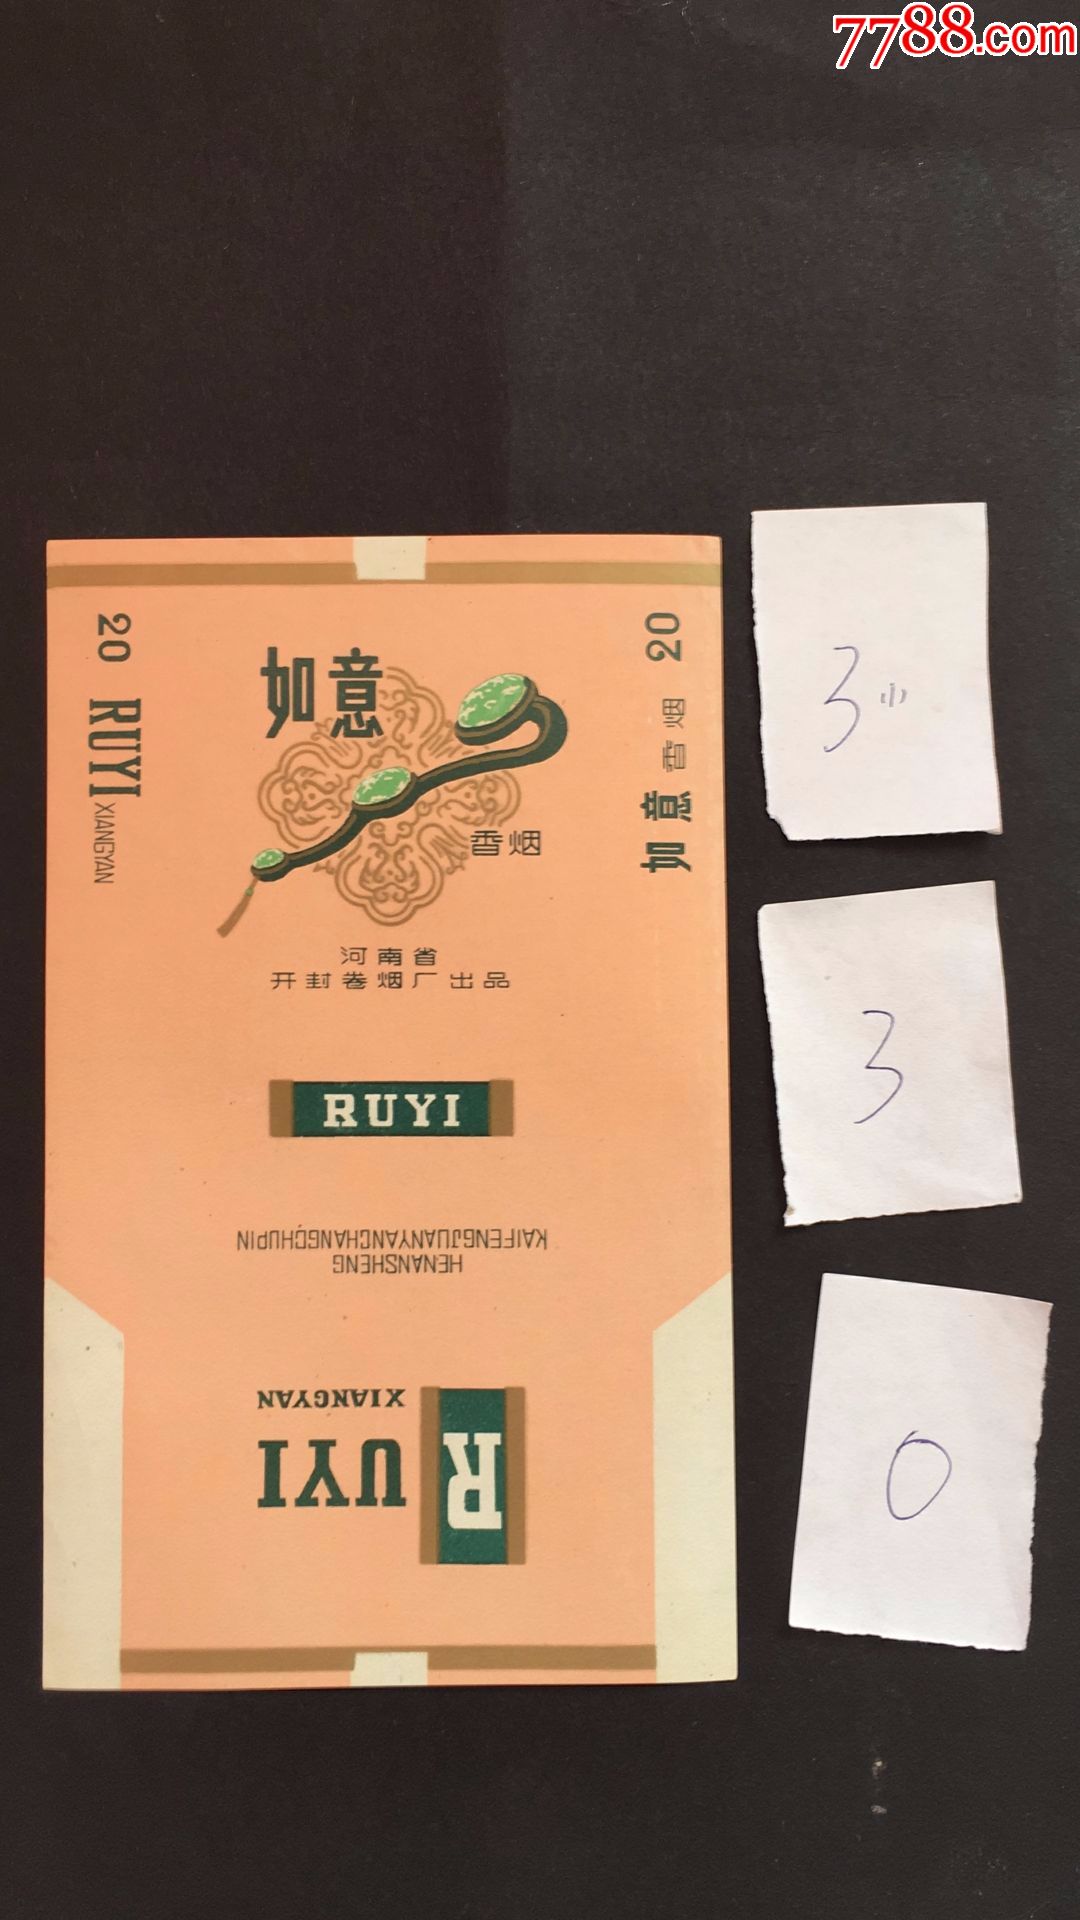 7788.com
20 RUYI XIANGYAN
如意
香烟
如意 香烟 20
河南省
开封卷烟厂出品
RUYI
HENANSHENG
KAIFENGJUANYANCHANGCHUPIN
RUYI
XIANGYAN
3小
3
0